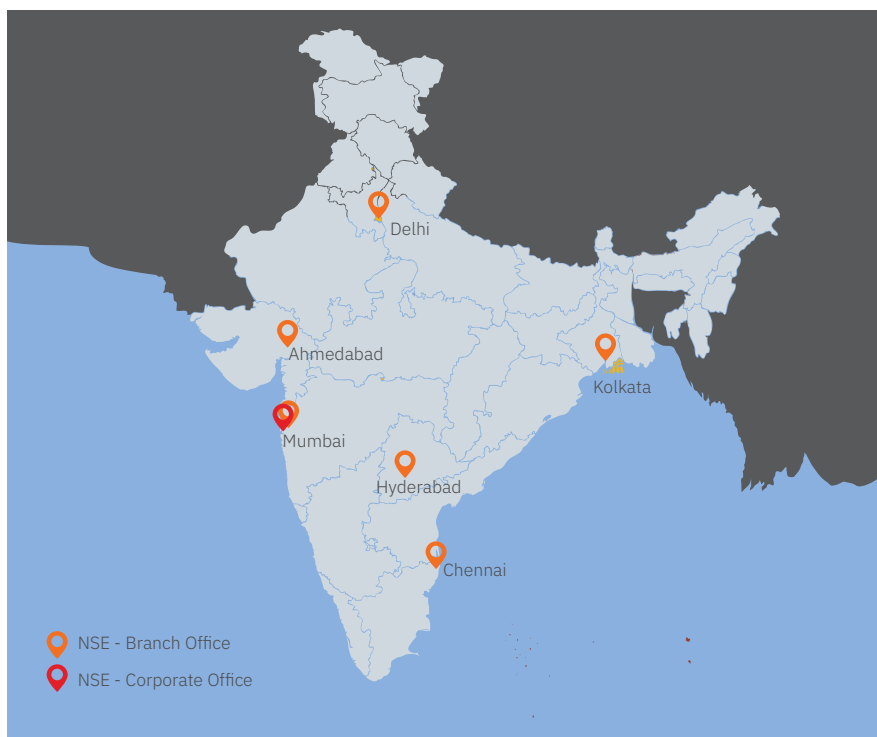 Delhi
Ahmedabad
Kolkata
Mumbai
Hyderabad
Chennai
NSE - Branch Office
NSE - Corporate Office